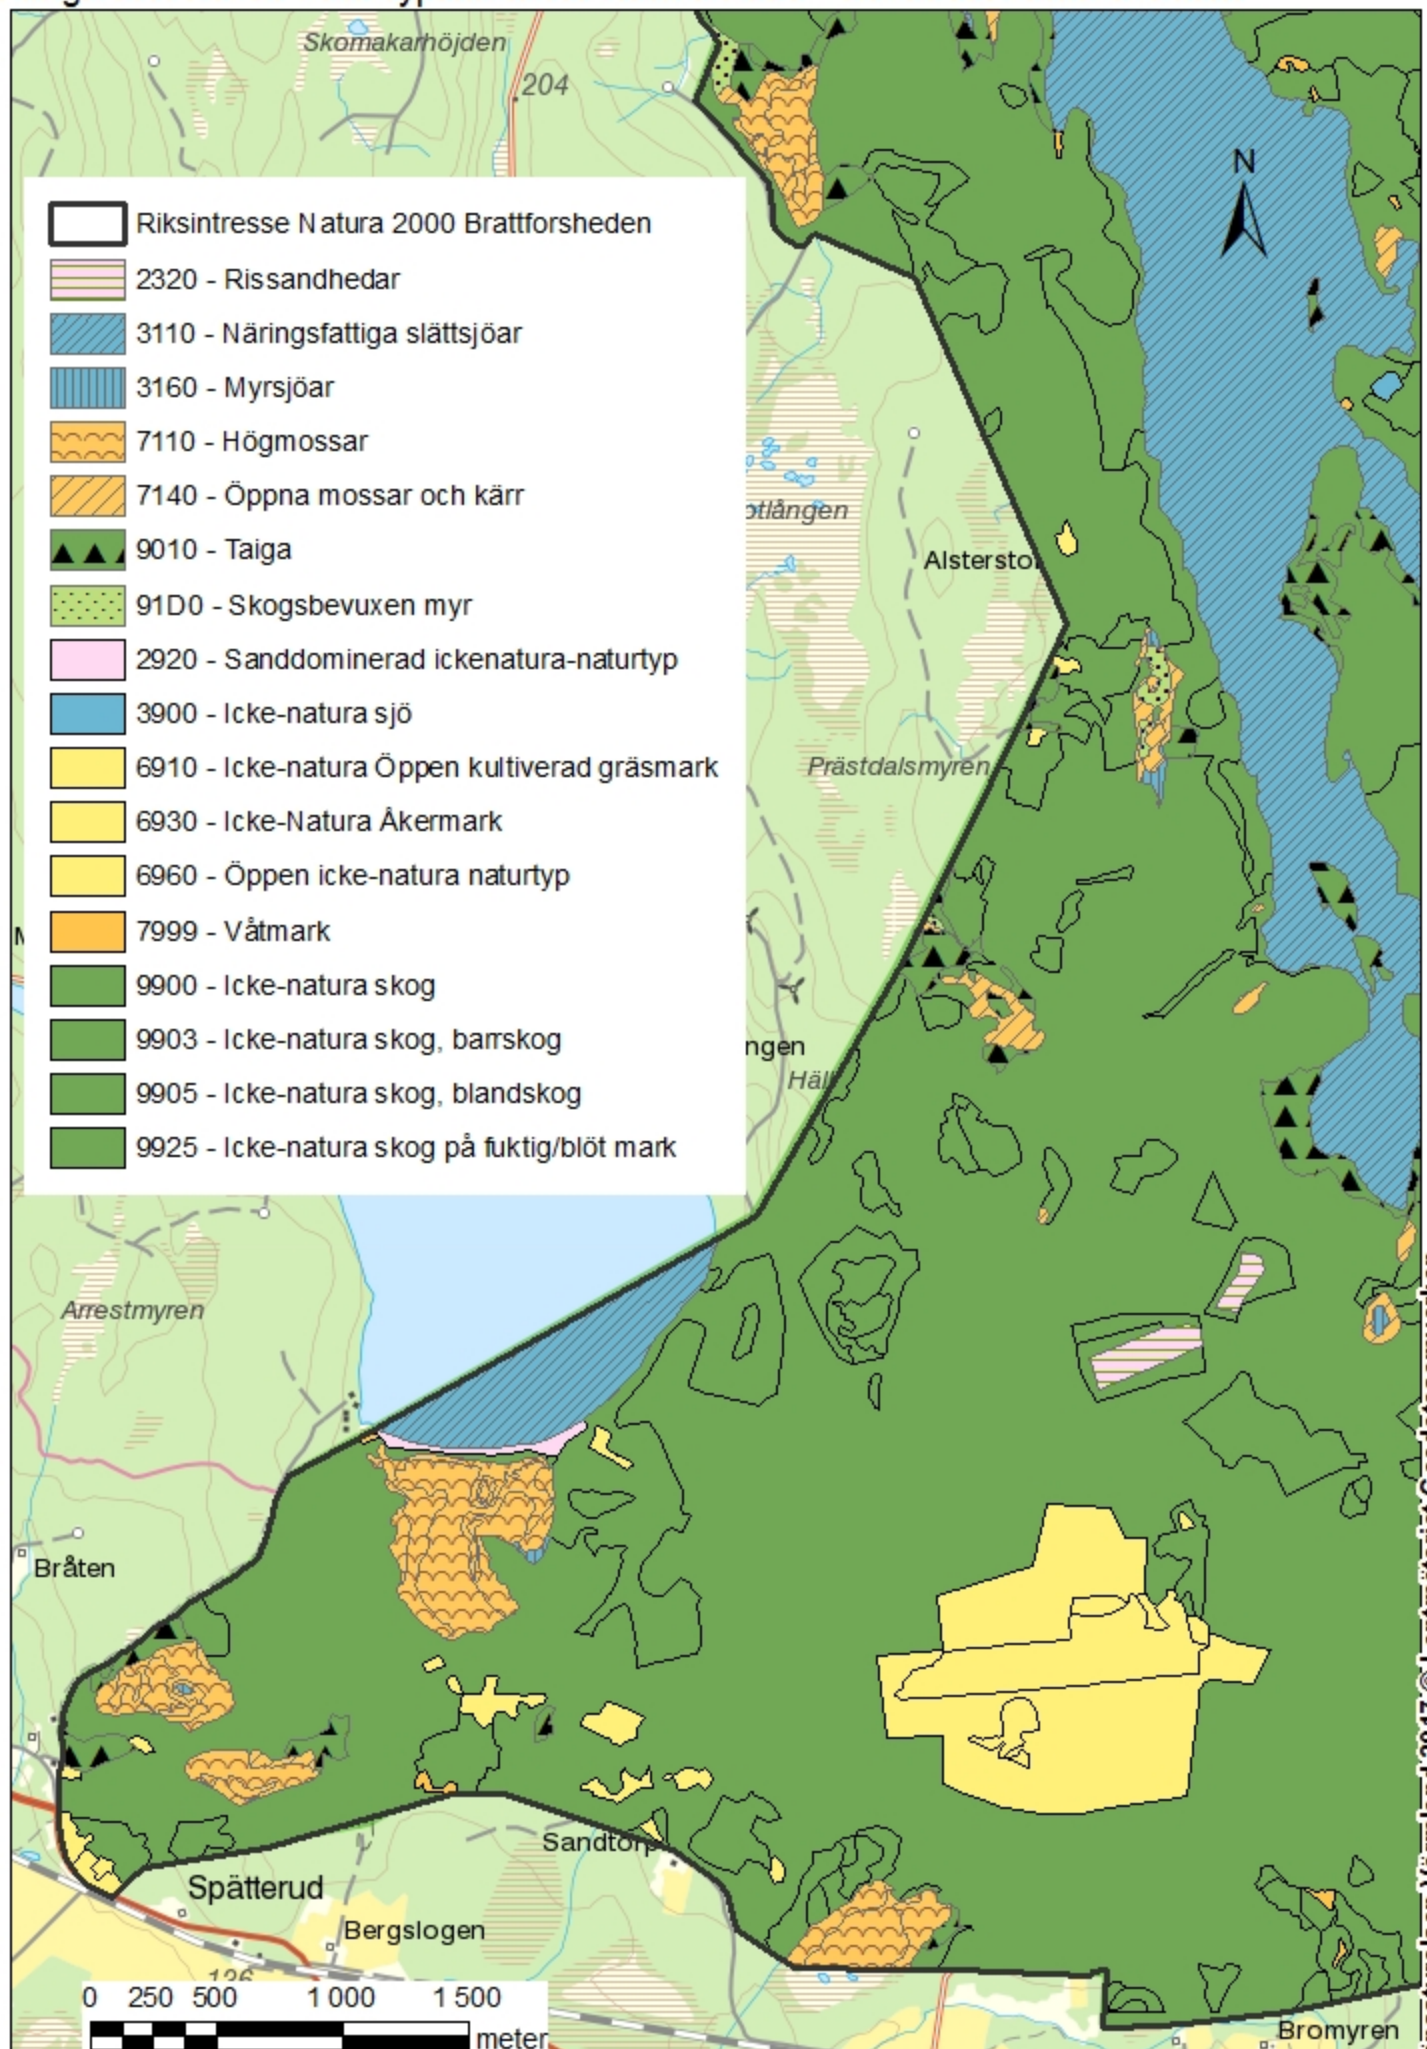 Skomakarhöjden
204
N
Riksintresse Natura 2000 Brattforsheden
2320 - Rissandhedar
3110 - Näringsfattiga slättsjöar
3160 - Myrsjöar
7110 - Högmossar
7140 - Öppna mossar och kärr
9010 - Taiga
91D0 - Skogsbevuxen myr
2920 - Sanddominerad ickenatura-naturtyp
3900 - Icke-natura sjö
6910 - Icke-natura Öppen kultiverad gräsmark
6930 - Icke-Natura Åkermark
6960 - Öppen icke-natura naturtyp
7999 - Våtmark
9900 - Icke-natura skog
9903 - Icke-natura skog, barrskog
9905 - Icke-natura skog, blandskog
9925 - Icke-natura skog på fuktig/blöt mark
otlången
Alstersto
Prästdalsmyren
ngen
Häll
Arrestmyren
Bråten
Sandtorp
Spätterud
Bergslogen
136
Bromyren
0 250 500 1 000 1 500
meter